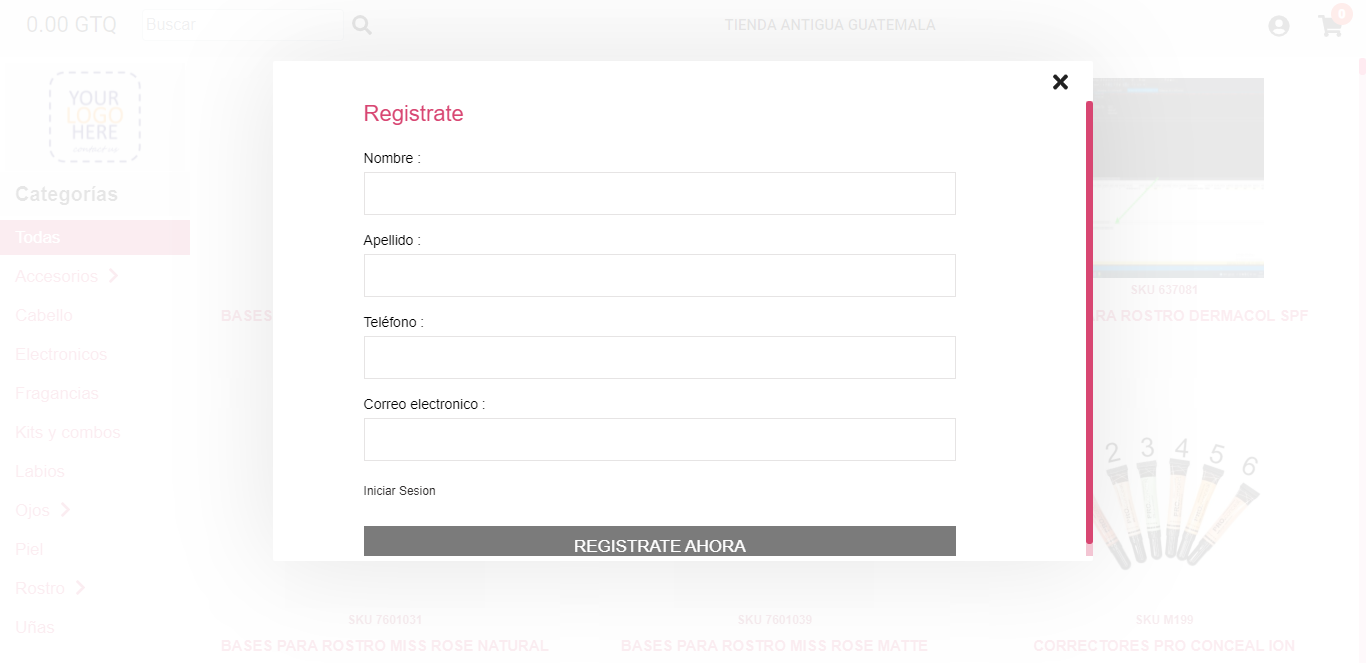 0.00 GTQ
Buscar
TIENDA ANTIGUA GUATEMALA
0
YOUR
LOGO
HERE
Categorías
Todas
Accesorios
Cabello
Electronicos
Fragancias
Kits y combos
Labios
Ojos
Piel
Rostro
Uñas
Registrate
Nombre :
Apellido :
Teléfono :
Correo electronico :
Iniciar Sesion
REGISTRATE AHORA
BASES
SKU 637081
ARA ROSTRO DERMACOL SPF
2 3 4 5 6
SKU 7601031
BASES PARA ROSTRO MISS ROSE NATURAL
SKU 7601039
BASES PARA ROSTRO MISS ROSE MATTE
SKU M199
CORRECTORES PRO CONCEAL ION